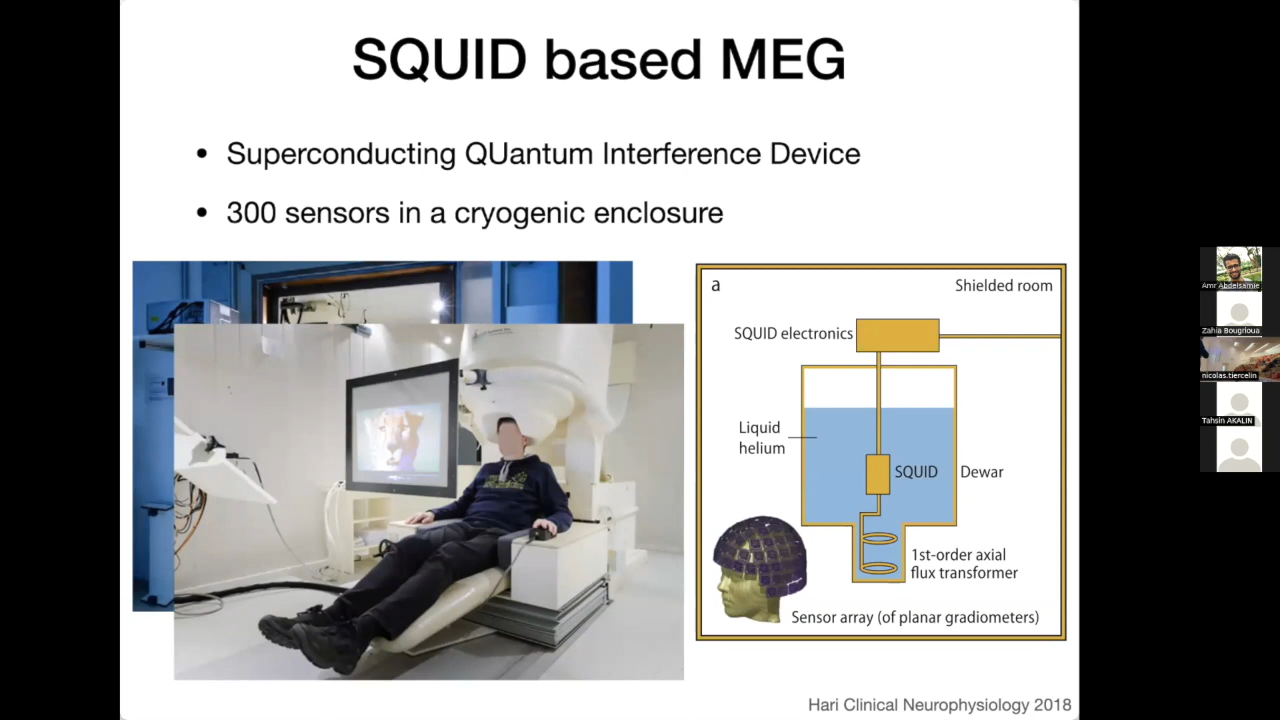 SQUID based MEG
• Superconducting QUantum Interference Device
• 300 sensors in a cryogenic enclosure
a
Shielded room
SQUID electronics
Liquid
helium
SQUID
Dewar
1st-order axial
flux transformer
Sensor array (of planar gradiometers)
Hari Clinical Neurophysiology 2018
Amr Abdelsamie
Zahia Bougrioua
nicolas.tiercelin
Tahsin AKALIN